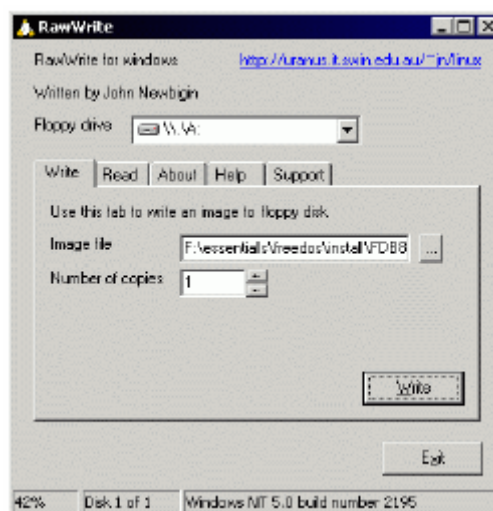 RawWrite
RawWrite for windows http://uranus.it.swin.edu.au/~jn/linux
Written by John Newbigin
Floppy drive \\.\A:
Write Read About Help Support
Use this tab to write an image to floppy disk
Image file F:\essentials\freedos\install\FDB8 ...
Number of copies 1
Write
Exit
42% Disk 1 of 1 Windows NT 5.0 build number 2195